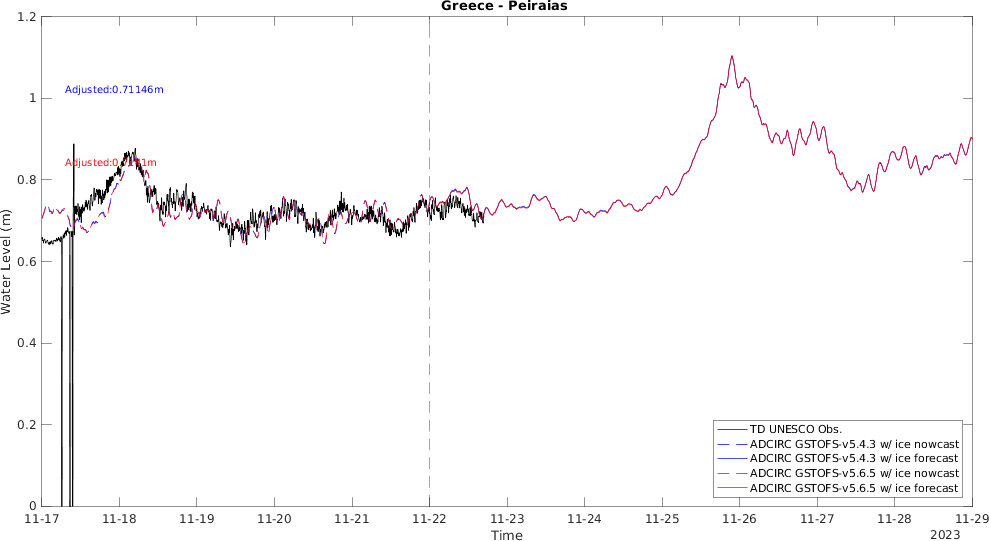 Greece - Peiraias
1.2
1
0.8
0.6
0.4
0.2
0
Water Level (m)
Adjusted:0.71146m
TD UNESCO Obs.
ADCIRC GSTOFS-v5.4.3 w/ ice nowcast
ADCIRC GSTOFS-v5.4.3 w/ ice forecast
ADCIRC GSTOFS-v5.6.5 w/ ice nowcast
ADCIRC GSTOFS-v5.6.5 w/ ice forecast
11-17 11-18 11-19 11-20 11-21 11-22 11-23 11-24 11-25 11-26 11-27 11-28 11-29
Time
2023